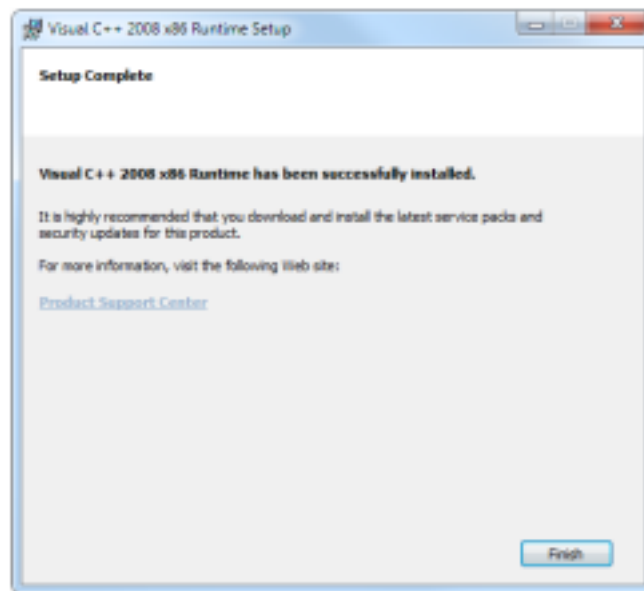 Visual C++ 2008 x86 Runtime Setup
Setup Complete
Visual C++ 2008 x86 Runtime has been successfully installed.
It is highly recommended that you download and install the latest service packs and
security updates for this product.
For more information, visit the following Web site:
Product Support Center
Finish